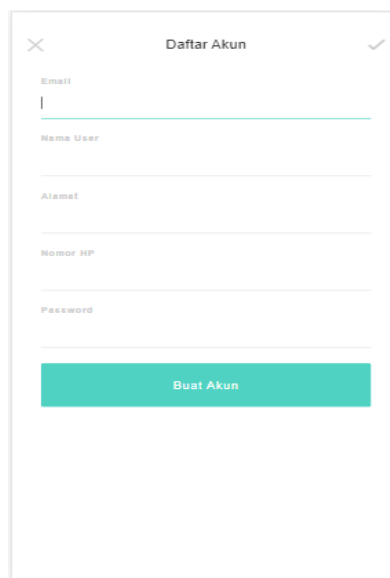 Daftar Akun
Email
Nama User
Alamat
Nomor HP
Password
Buat Akun